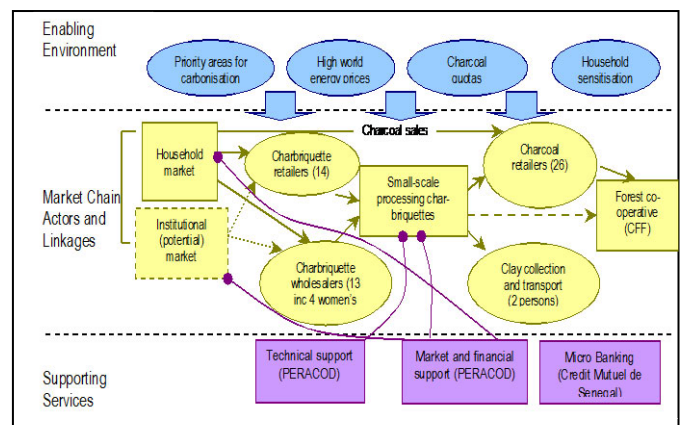 Enabling
Environment
Priority areas for
carbonisation
High world
energy prices
Charcoal
quotas
Household
sensitisation
Charcoal sales
Market Chain
Actors and
Linkages
Household
market
Institutional
(potential)
market
Charbriquette
retailers (14)
Charbriquette
wholesalers (13
inc 4 women's
Small-scale
processing char-
briquettes
Charcoal
retailers (26)
Clay collection
and transport
(2 persons)
Forest co-
operative
(CFF)
Supporting
Services
Technical support
(PERACOD)
Market and financial
support (PERACOD)
Micro Banking
(Credit Mutuel de
Senegal)